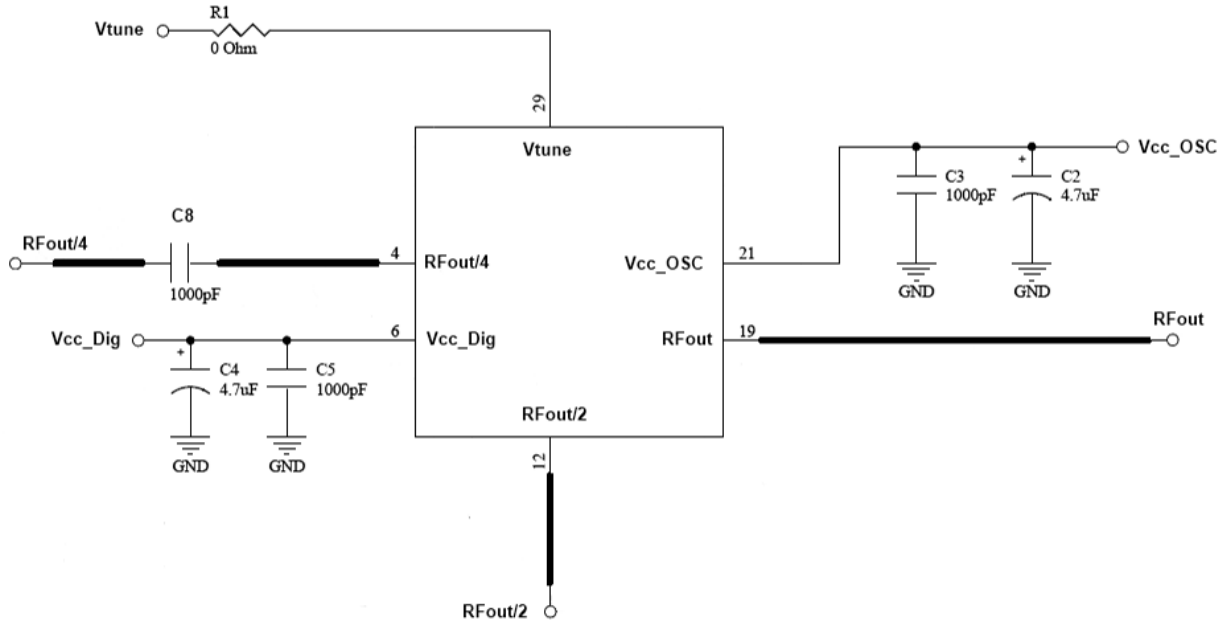 R1
Vtune
0 Ohm
29
Vtune
Vcc_OSC
+
C3
1000pF
C2
4.7uF
C8
RFout/4
4
RFout/4
Vcc_OSC
21
1000pF
GND
GND
Vcc_Dig
6
Vcc_Dig
RFout
19
RFout
+
C4
4.7uF
C5
1000pF
RFout/2
GND
GND
12
RFout/2